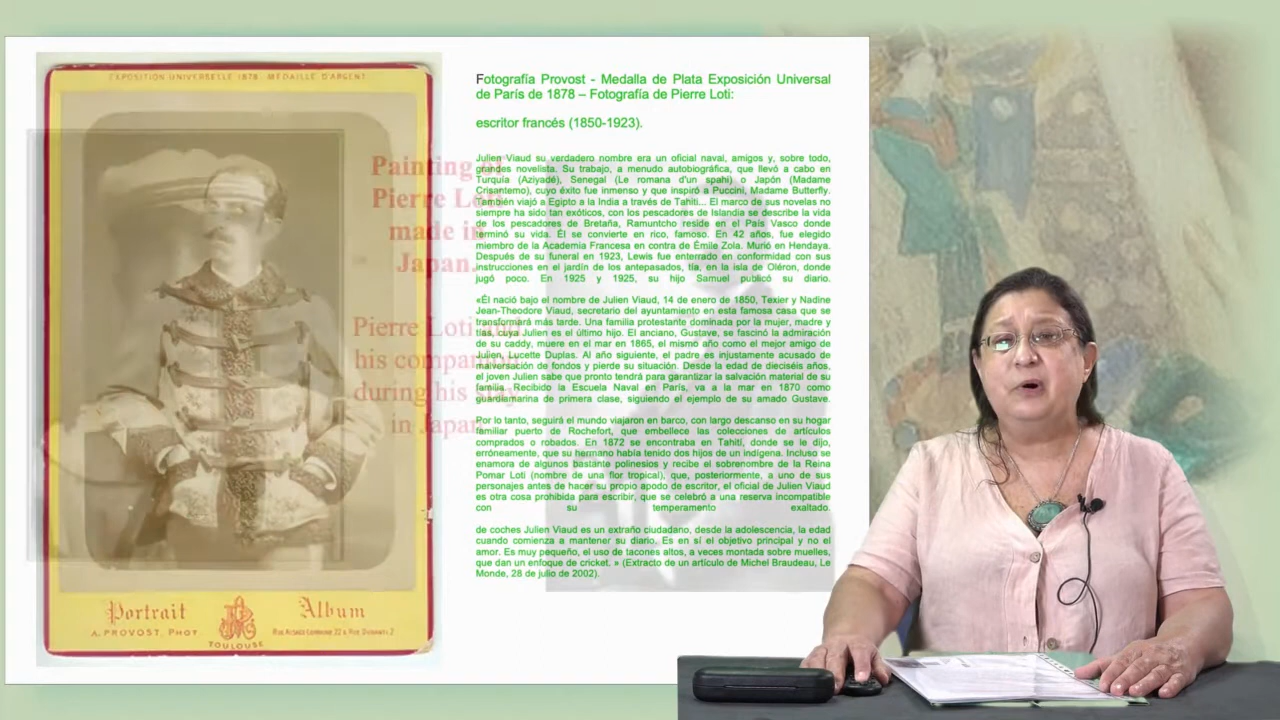 EXPOSITION UNIVERSELLE 1878 MEDAILLE D'ARGENT
Portrait Album
A. PROVOST, PHOT
TOULOUSE
RUE ALSACE-LORRAINE 22 &
Painting of
Pierre Loti
made in
Japan.
Pierre Loti and
his companion
during his stay
in Japan
Fotografía Provost - Medalla de Plata Exposición Universal
de París de 1878 – Fotografía de Pierre Loti:
escritor francés (1850-1923).
Julien Viaud su verdadero nombre era un oficial naval, amigos y, sobre todo,
grandes novelista. Su trabajo, a menudo autobiográfica, que llevó a cabo en
Turquía (Aziyadé), Senegal (Le romana d'un spahi) o Japón (Madame
Crisantemo), cuyo éxito fue inmenso y que inspiró a Puccini, Madame Butterfly.
También viajó a Egipto a la India a través de Tahití... El marco de sus novelas no
siempre ha sido tan exóticos, con los pescadores de Islandia se describe la vida
de los pescadores de Bretaña, Ramuntcho reside en el País Vasco donde
terminó su vida. Él se convierte en rico, famoso. En 42 años, fue elegido
miembro de la Academia Francesa en contra de Émile Zola. Murió en Hendaya.
Después de su funeral en 1923, Lewis fue enterrado en conformidad con sus
instrucciones en el jardín de los antepasados, tía, en la isla de Oléron, donde
jugó poco. En 1925 y 1925, su hijo Samuel publicó su diario.
«Él nació bajo el nombre de Julien Viaud, 14 de enero de 1850, Texier y Nadine
Jean-Theodore Viaud, secretario del ayuntamiento en esta famosa casa que se
transformará más tarde. Una familia protestante dominada por la mujer, madre y
tías, cuya Julien es el último hijo. El anciano, Gustave, se fascinó la admiración
de su caddy, muere en el mar en 1865, el mismo año como el mejor amigo de
Julien, Lucette Duplas. Al año siguiente, el padre es injustamente acusado de
malversación de fondos y pierde su situación. Desde la edad de dieciséis años,
el joven Julien sabe que pronto tendrá para garantizar la salvación material de su
familia. Recibido la Escuela Naval en París, va a la mar en 1870 como
guardiamarina de primera clase, siguiendo el ejemplo de su amado Gustave.
Por lo tanto, seguirá el mundo viajaron en barco, con largo descanso en su hogar
familiar puerto de Rochefort, que embellece las colecciones de artículos
comprados o robados. En 1872 se encontraba en Tahití, donde se le dijo,
erróneamente, que su hermano había tenido dos hijos de un indígena. Incluso se
enamora de algunos bastante polinesios y recibe el sobrenombre de la Reina
Pomar Loti (nombre de una flor tropical), que, posteriormente, a uno de sus
personajes antes de hacer su propio apodo de escritor, el oficial de Julien Viaud
es otra cosa prohibida para escribir, que se celebró a una reserva incompatible
con su temperamento exaltado.
de coches Julien Viaud es un extraño ciudadano, desde la adolescencia, la edad
cuando comienza a mantener su diario. Es en sí el objetivo principal y no el
amor. Es muy pequeño, el uso de tacones altos, a veces montada sobre muelles,
que dan un enfoque de cricket. » (Extracto de un artículo de Michel Braudeau, Le
Monde, 28 de julio de 2002).